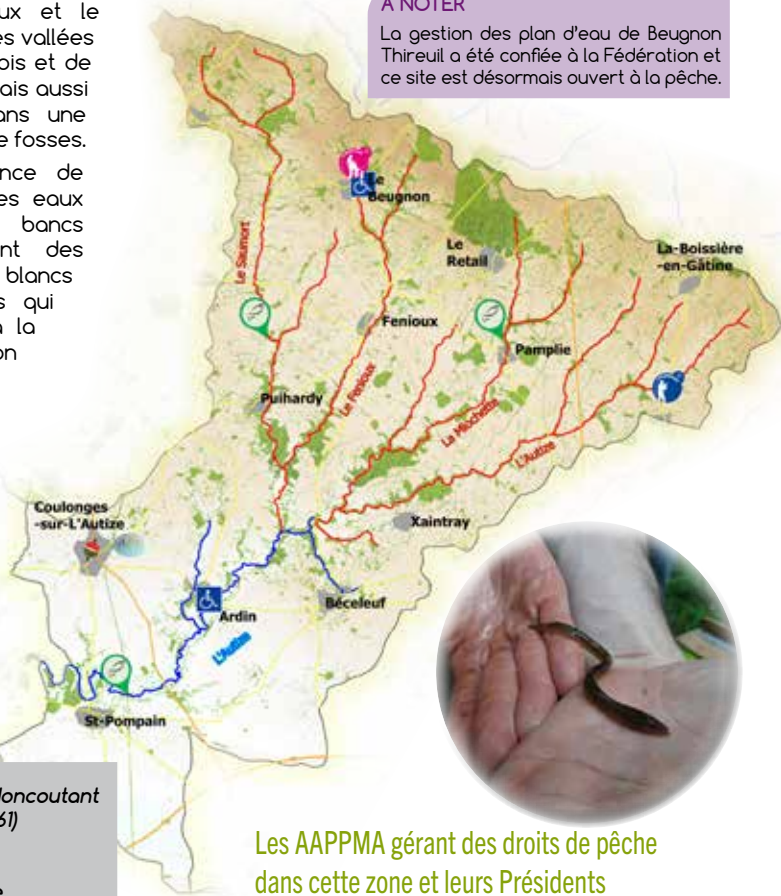 ux et le
es vallées
ois et de
ais aussi
ans une
e fosses.
nce de
es eaux
bancs
nt des
blancs
s qui
à la
on
À NOTER
La gestion des plan d'eau de Beugnon
Thireuil a été confiée à la Fédération et
ce site est désormais ouvert à la pêche.
Le
Beugnon
Le
Retail
La-Boissière
-en-Gâtine
Le Saumort
Fenioux
Pamplie
Puihardy
Le Fenioux
La Miochette
L'Autize
Coulonges
-sur-L'Autize
Xaintray
Ardin
Béceleuf
L'Autize
St-Pompain
Moncoutant
61)
Les AAPPMA gérant des droits de pêche
dans cette zone et leurs Présidents